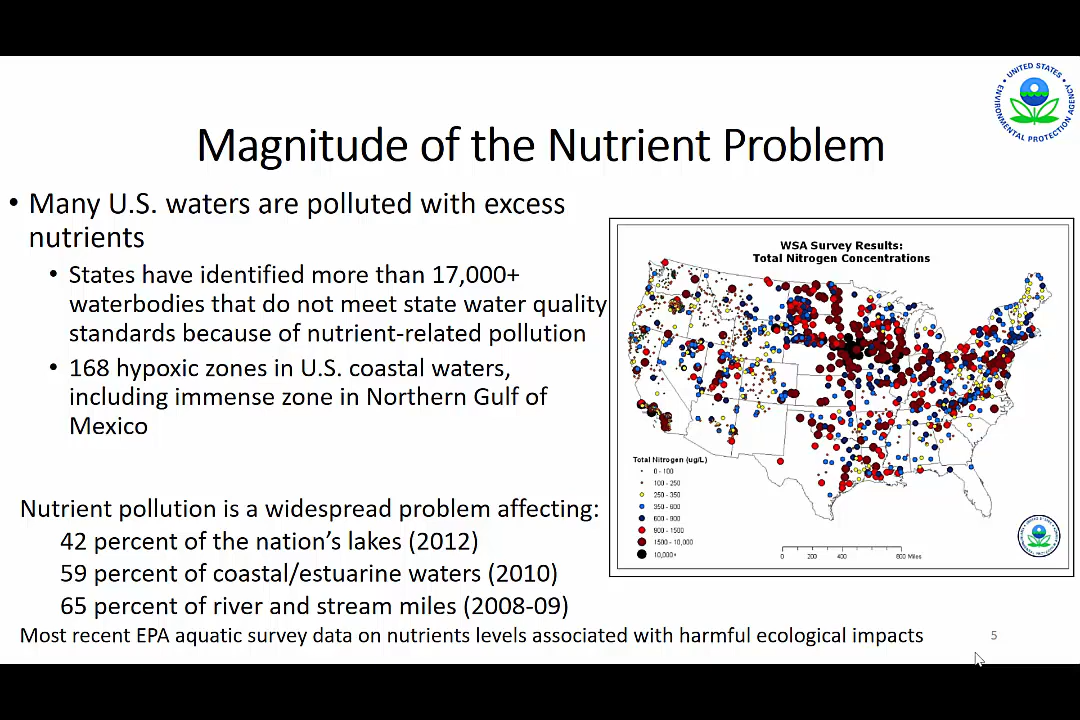 UNITED STATES
ENVIRONMENTAL PROTECTION AGENCY
Magnitude of the Nutrient Problem
• Many U.S. waters are polluted with excess
nutrients
• States have identified more than 17,000+
waterbodies that do not meet state water quality
standards because of nutrient-related pollution
• 168 hypoxic zones in U.S. coastal waters,
including immense zone in Northern Gulf of
Mexico
Nutrient pollution is a widespread problem affecting:
42 percent of the nation’s lakes (2012)
59 percent of coastal/estuarine waters (2010)
65 percent of river and stream miles (2008-09)
Most recent EPA aquatic survey data on nutrients levels associated with harmful ecological impacts
WSA Survey Results:
Total Nitrogen Concentrations
Total Nitrogen (ug/L)
0 - 100
100 - 250
250 - 350
350 - 600
600 - 900
900 - 1500
1500 - 10,000
10,000+
0 200 400 800 Miles
5